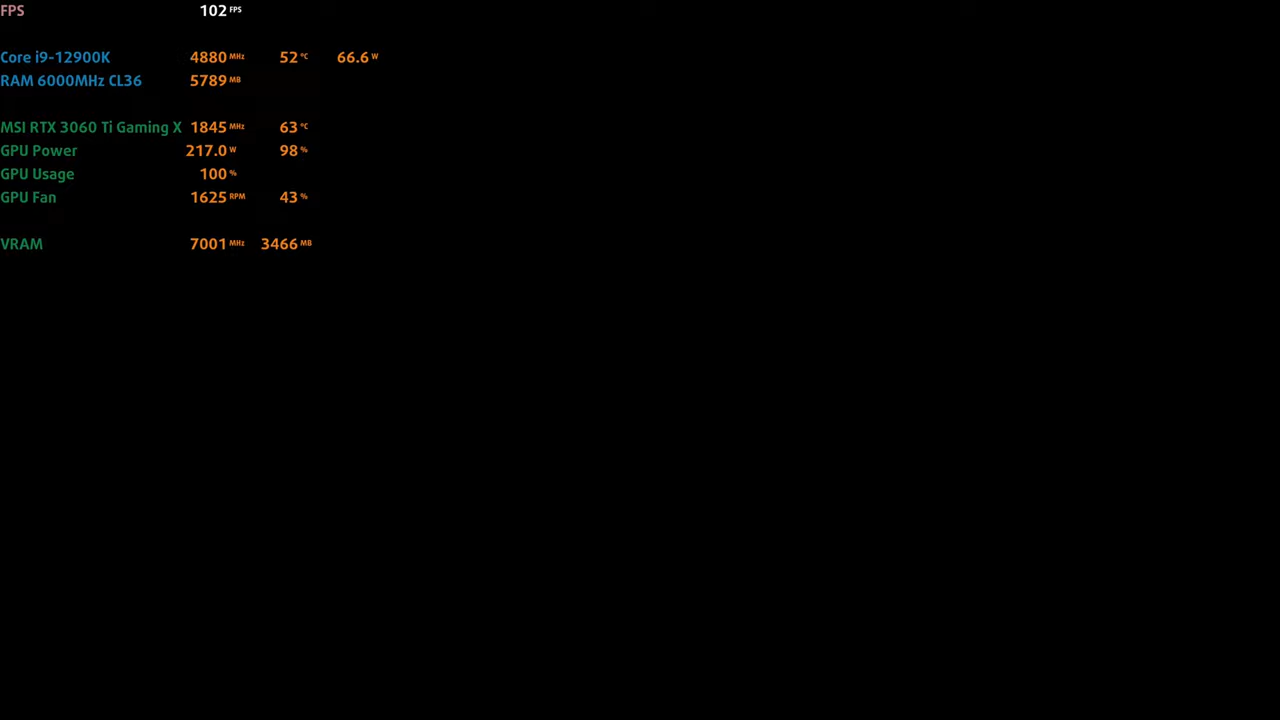 FPS 102 FPS
Core i9-12900K 4880 MHz 52 °C 66.6 W
RAM 6000MHz CL36 5789 MB
MSI RTX 3060 Ti Gaming X 1845 MHz 63 °C
GPU Power 217.0 W 98 %
GPU Usage 100 %
GPU Fan 1625 RPM 43 %
VRAM 7001 MHz 3466 MB